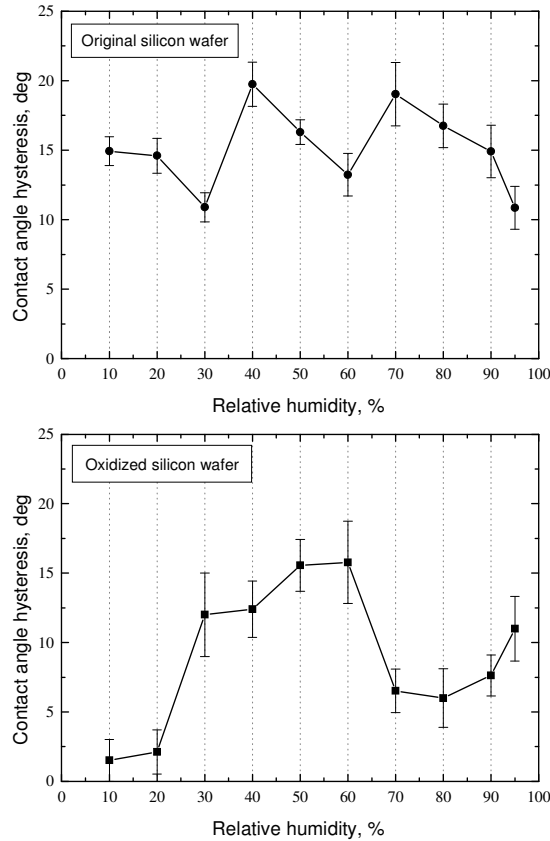 Original silicon wafer
25
20
15
10
5
0
Contact angle hysteresis, deg
0 10 20 30 40 50 60 70 80 90 100
Relative humidity, %
Oxidized silicon wafer
25
20
15
10
5
0
Contact angle hysteresis, deg
0 10 20 30 40 50 60 70 80 90 100
Relative humidity, %